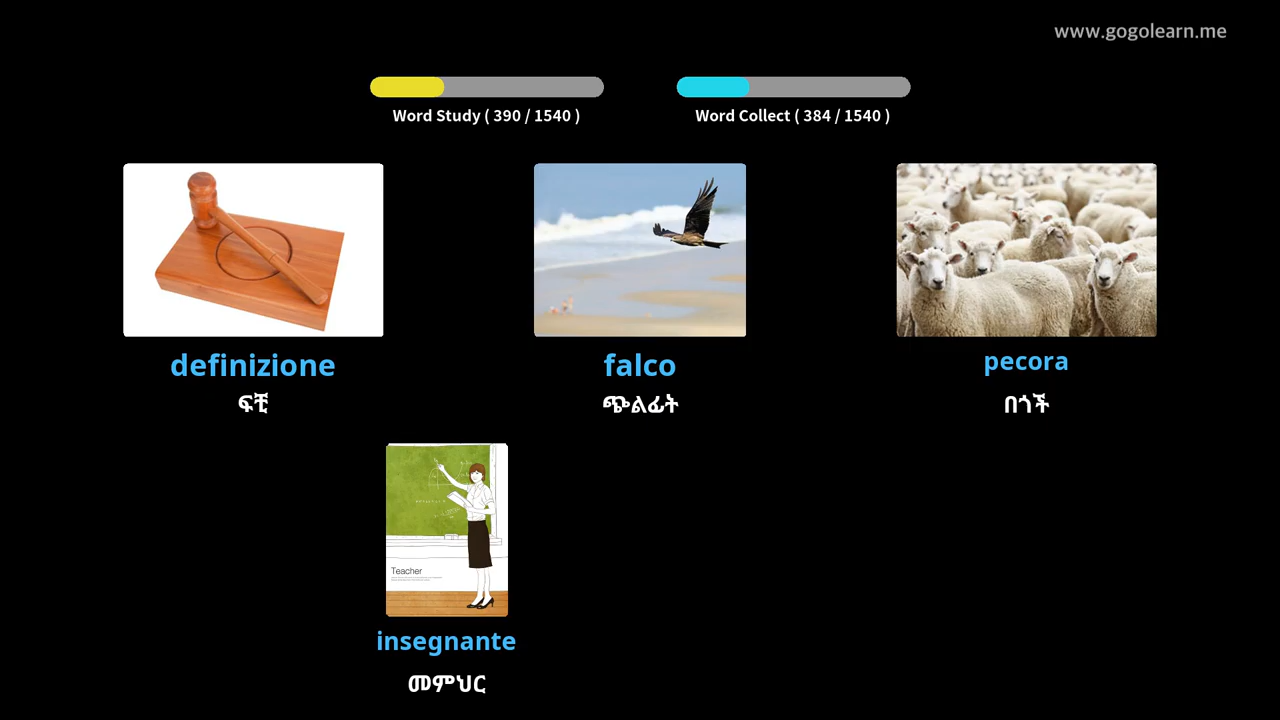 www.gogolearn.me
Word Study ( 390 / 1540 )
Word Collect ( 384 / 1540 )
definizione
ፍቺ
falco
ጭልፊት
pecora
በጎች
Teacher
insegnante
መምህር